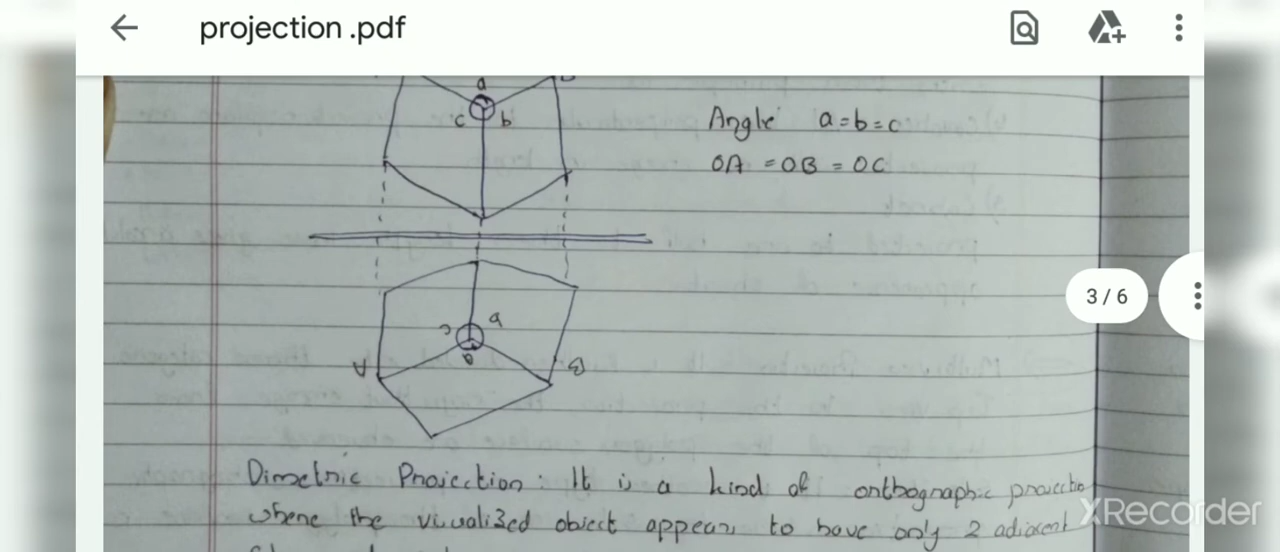 projection .pdf
a
c b
Angle a=b=c
OA = OB = OC
3 / 6
A
B
Dimetric Projection : It is a kind of orthographic projectio
where the visualized object appears to have only 2 adjacent
XRecorder